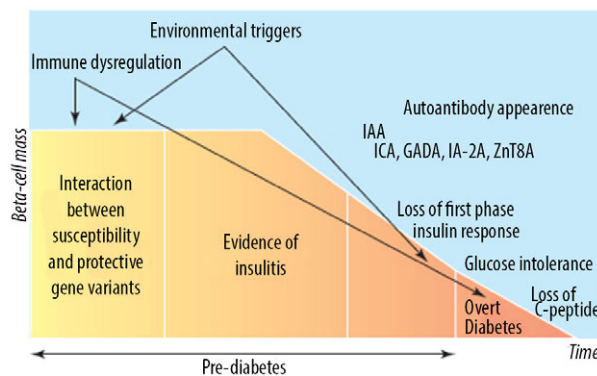 Environmental triggers
Immune dysregulation
Autoantibody appearence
IAA
ICA, GADA, IA-2A, ZnT8A
Beta-cell mass
Interaction
between
susceptibility
and protective
gene variants
Evidence of
insulitis
Loss of first phase
insulin response
Glucose intolerance
Overt
Diabetes
Loss of
C-peptide
Time
Pre-diabetes